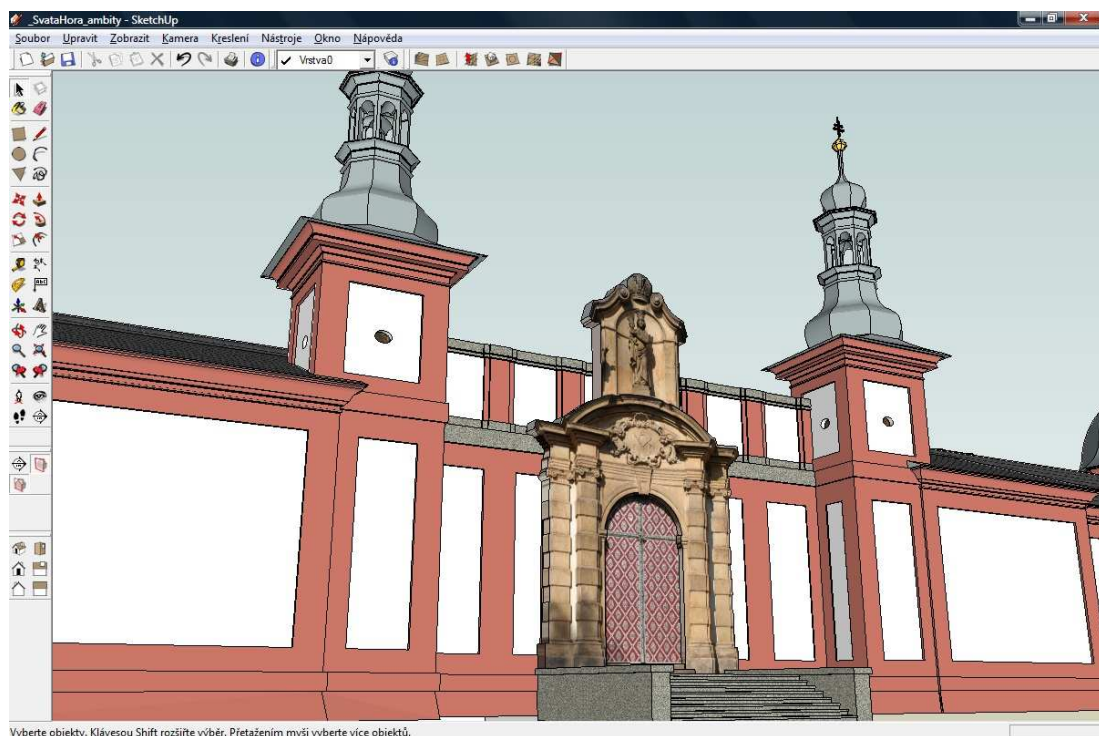 _SvataHora_ambity - SketchUp
Soubor Upravit Zobrazit Kamera Kreslení Nástroje Okno Nápověda
Vrstva0
Vyberte objekty. Klávesou Shift rozšiřte výběr. Přetažením myši vyberte více objektů.